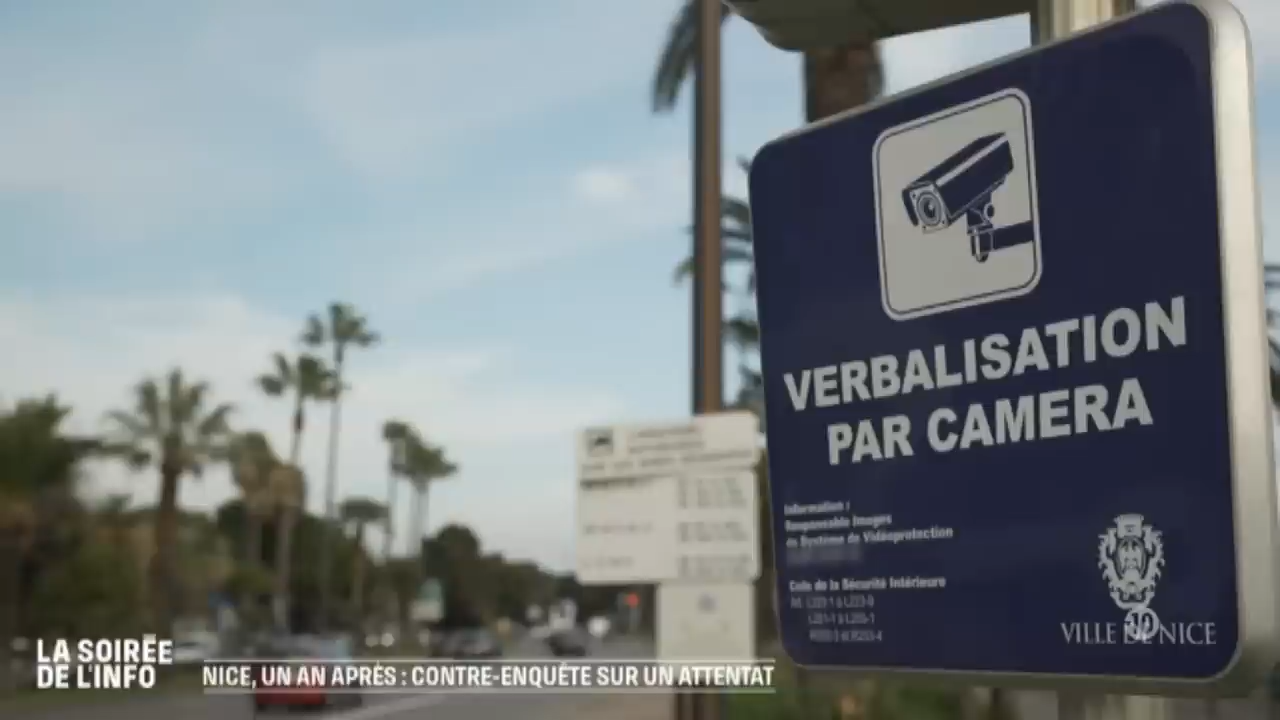 VERBALISATION
PAR CAMERA
Information :
Responsable Images
du Système de Vidéoprotection
Code de la Sécurité Intérieure
VILLE DE NICE
LA SOIRÉE
DE L'INFO
NICE, UN AN APRÈS : CONTRE-ENQUÊTE SUR UN ATTENTAT